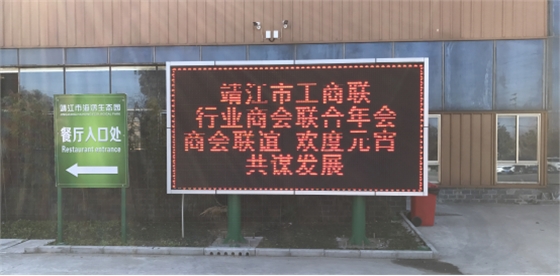 靖江市工商联
行业商会联合年会
商会联谊 欢度元宵
共谋发展
餐厅入口处
Restaurant entrance